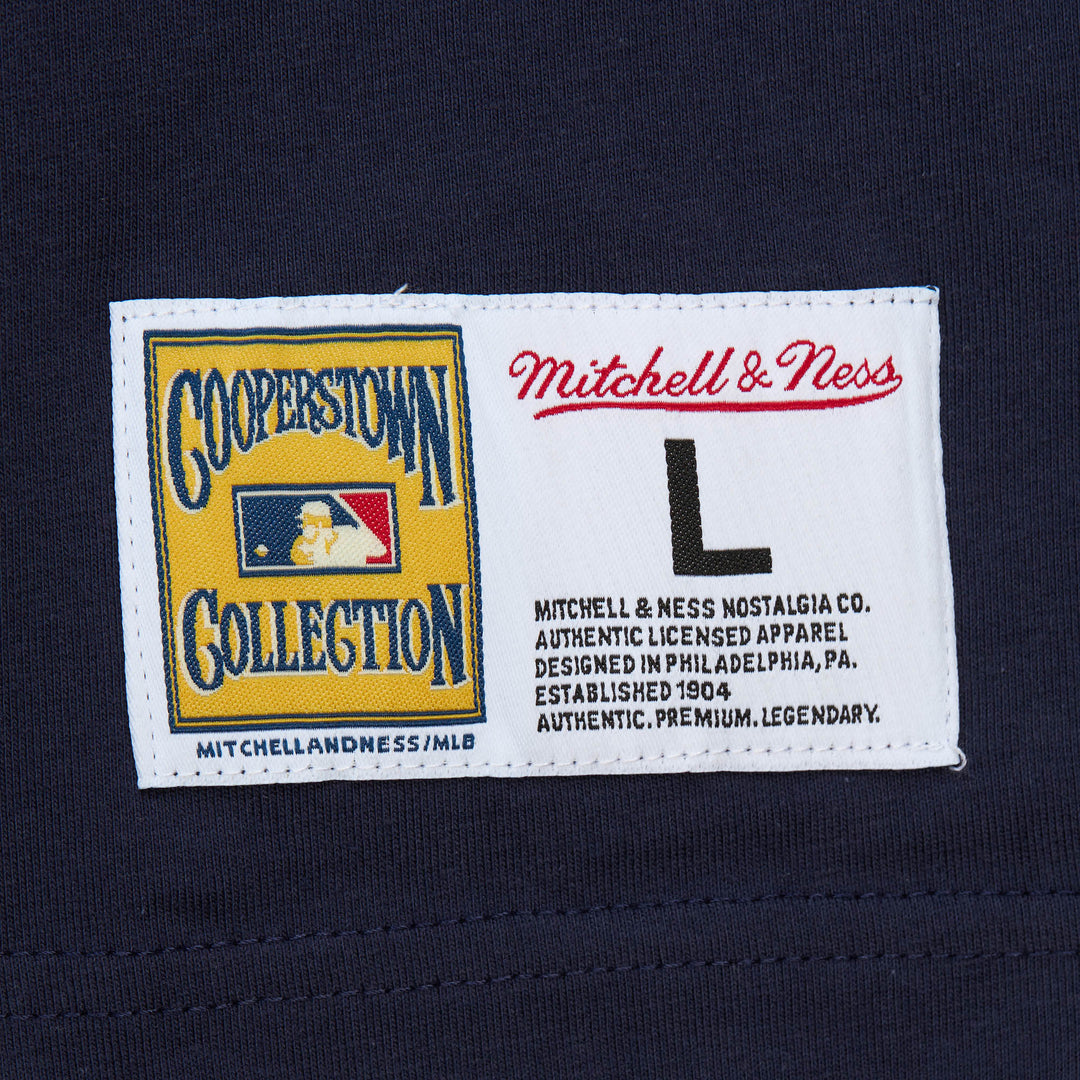 COOPERSTOWN
COLLECTION
MITCHELLANDNESS/MLB
Mitchell & Ness
L
MITCHELL & NESS NOSTALGIA CO.
AUTHENTIC LICENSED APPAREL
DESIGNED IN PHILADELPHIA, PA.
ESTABLISHED 1904
AUTHENTIC. PREMIUM. LEGENDARY.